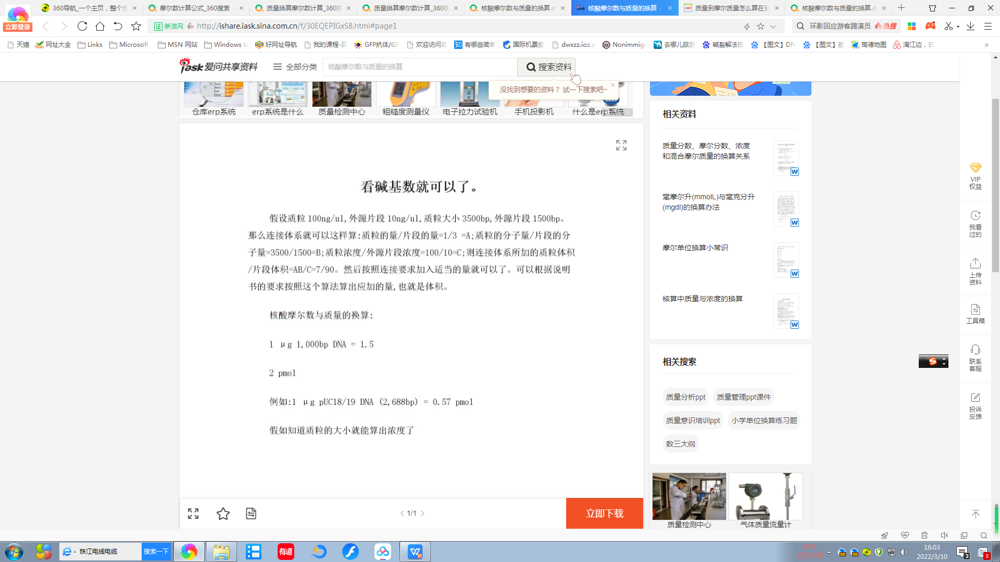 360导航_一个主页，整个世
摩尔数计算公式_360搜索
质量换算摩尔数计算_360搜
质量换算摩尔数计算_360搜
核酸摩尔数与质量的换算.d
核酸摩尔数与质量的换算 -
质量到摩尔质量怎么算在到
核酸摩尔数与质量的换算.d
立即登录
证 新浪网
http://ishare.iask.sina.com.cn/f/30EQEPIGxS8.html#page1
环影回应游客踢演员 热搜
天猫
网址大全
Links
Microsoft
MSN 网站
Windows Li
好网址导航
我的课程-百
GFP抗体/GF
欢迎访问动
有哪些简单
国际机票查
dwxzz.ioz.a
Nonimmigr
去哪儿旅游
碱裂解法提
【图文】DN
【图文】基
高德地图
漓江边，古
iask 爱问共享资料
全部分类
核酸摩尔数与质量的换算
搜索资料
没找到想要的资料？ 试一下搜索吧~
仓库erp系统
erp系统是什么
质量检测中心
粗糙度测量仪
电子拉力试验机
手机投影机
什么是erp系统
看碱基数就可以了。
假设质粒 100ng/ul,外源片段 10ng/ul,质粒大小 3500bp,外源片段 1500bp。
那么连接体系就可以这样算:质粒的量/片段的量=1/3 =A;质粒的分子量/片段的分
子量=3500/1500=B;质粒浓度/外源片段浓度=100/10=C;则连接体系所加的质粒体积
/片段体积=AB/C=7/90。然后按照连接要求加入适当的量就可以了。可以根据说明
书的要求按照这个算法算出应加的量,也就是体积。
核酸摩尔数与质量的换算:
1 μg 1,000bp DNA = 1.5
2 pmol
例如:1 μg pUC18/19 DNA (2,688bp) = 0.57 pmol
假如知道质粒的大小就能算出浓度了
1/1
立即下载
相关资料
质量分数、摩尔分数、浓度
和混合摩尔质量的换算关系
毫摩尔升(mmolL)与毫克分升
(mgdl)的换算办法
摩尔单位换算小常识
核算中质量与浓度的换算
相关搜索
质量分析ppt
质量管理ppt课件
质量意识培训ppt
小学单位换算练习题
数三大纲
质量检测中心
气体质量流量计
VIP
权益
我看
过的
上传
资料
工具箱
联系
客服
投诉
反馈
珠江电线电缆
搜索一下
有道
16:03
2022/3/10
2
5